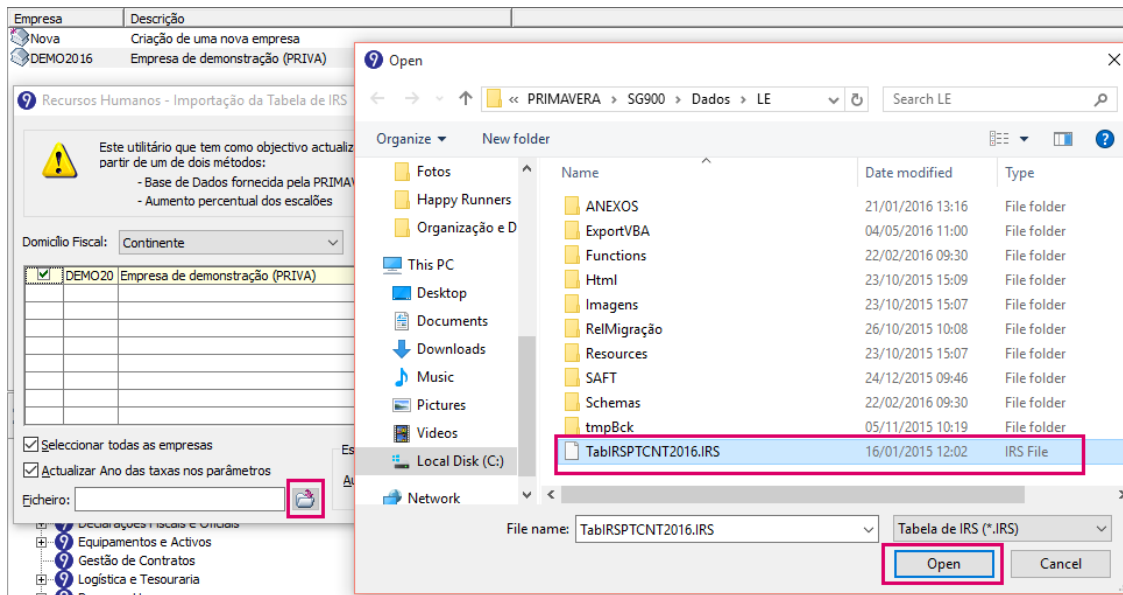 Empresa Descrição
Nova Criação de uma nova empresa
DEMO2016 Empresa de demonstração (PRIVA)
Recursos Humanos - Importação da Tabela de IRS
Este utilitário que tem como objectivo actualiz
partir de um de dois métodos:
- Base de Dados fornecida pela PRIMAV
- Aumento percentual dos escalões
Domicílio Fiscal: Continente
DEMO20 Empresa de demonstração (PRIVA)
Seleccionar todas as empresas
Es
Actualizar Ano das taxas nos parâmetros
Au
Ficheiro:
Declarações Fiscais e Oficiais
Equipamentos e Activos
Gestão de Contratos
Logística e Tesouraria
Open
« PRIMAVERA > SG900 > Dados > LE
Search LE
Organize New folder
Fotos
Happy Runners
Organização e D
This PC
Desktop
Documents
Downloads
Music
Pictures
Videos
Local Disk (C:)
Network
Name Date modified Type
ANEXOS 21/01/2016 13:16 File folder
ExportVBA 04/05/2016 11:00 File folder
Functions 22/02/2016 09:30 File folder
Html 23/10/2015 15:09 File folder
Imagens 23/10/2015 15:07 File folder
RelMigração 26/10/2015 10:08 File folder
Resources 23/10/2015 15:07 File folder
SAFT 24/12/2015 09:46 File folder
Schemas 22/02/2016 09:30 File folder
tmpBck 05/11/2015 10:19 File folder
TabIRSPTCNT2016.IRS 16/01/2015 12:02 IRS File
File name: TabIRSPTCNT2016.IRS Tabela de IRS (*.IRS)
Open Cancel